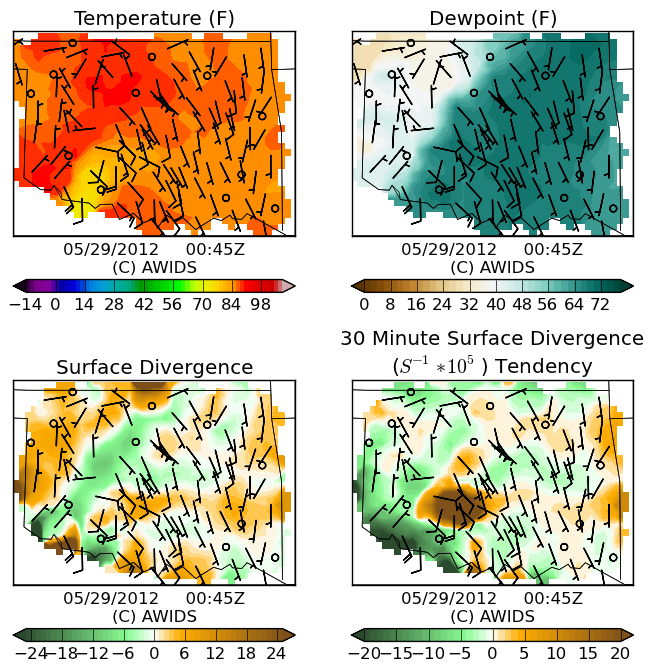 Temperature (F)
Dewpoint (F)
05/29/2012 00:45Z
(C) AWIDS
−14 0 14 28 42 56 70 84 98
05/29/2012 00:45Z
(C) AWIDS
0 8 16 24 32 40 48 56 64 72
Surface Divergence
30 Minute Surface Divergence
(S⁻¹ *10⁵ ) Tendency
05/29/2012 00:45Z
(C) AWIDS
−24 −18 −12 −6 0 6 12 18 24
05/29/2012 00:45Z
(C) AWIDS
−20 −15 −10 −5 0 5 10 15 20